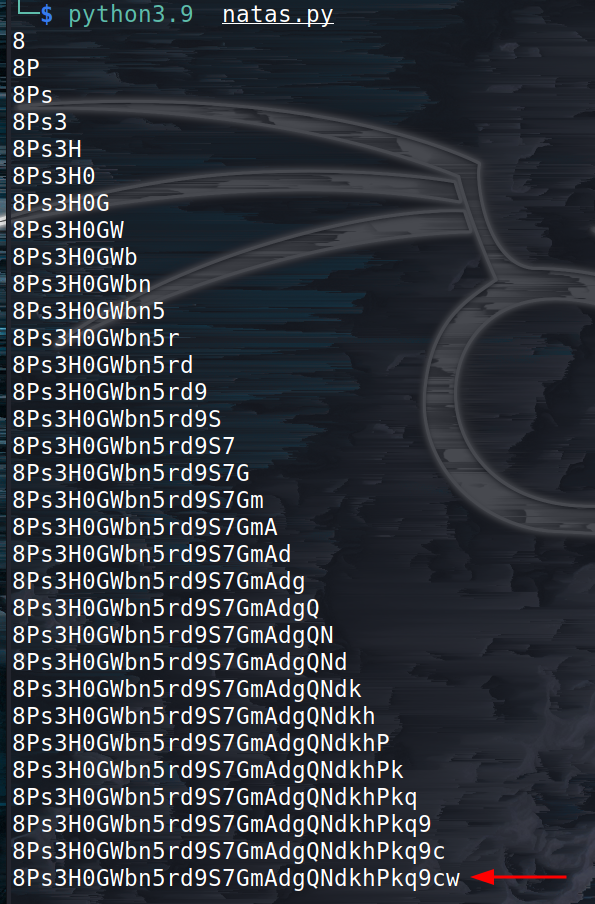 └─$ python3.9 natas.py
8
8P
8Ps
8Ps3
8Ps3H
8Ps3H0
8Ps3H0G
8Ps3H0GW
8Ps3H0GWb
8Ps3H0GWbn
8Ps3H0GWbn5
8Ps3H0GWbn5r
8Ps3H0GWbn5rd
8Ps3H0GWbn5rd9
8Ps3H0GWbn5rd9S
8Ps3H0GWbn5rd9S7
8Ps3H0GWbn5rd9S7G
8Ps3H0GWbn5rd9S7Gm
8Ps3H0GWbn5rd9S7GmA
8Ps3H0GWbn5rd9S7GmAd
8Ps3H0GWbn5rd9S7GmAdg
8Ps3H0GWbn5rd9S7GmAdgQ
8Ps3H0GWbn5rd9S7GmAdgQN
8Ps3H0GWbn5rd9S7GmAdgQNd
8Ps3H0GWbn5rd9S7GmAdgQNdk
8Ps3H0GWbn5rd9S7GmAdgQNdkh
8Ps3H0GWbn5rd9S7GmAdgQNdkhP
8Ps3H0GWbn5rd9S7GmAdgQNdkhPk
8Ps3H0GWbn5rd9S7GmAdgQNdkhPkq
8Ps3H0GWbn5rd9S7GmAdgQNdkhPkq9
8Ps3H0GWbn5rd9S7GmAdgQNdkhPkq9c
8Ps3H0GWbn5rd9S7GmAdgQNdkhPkq9cw